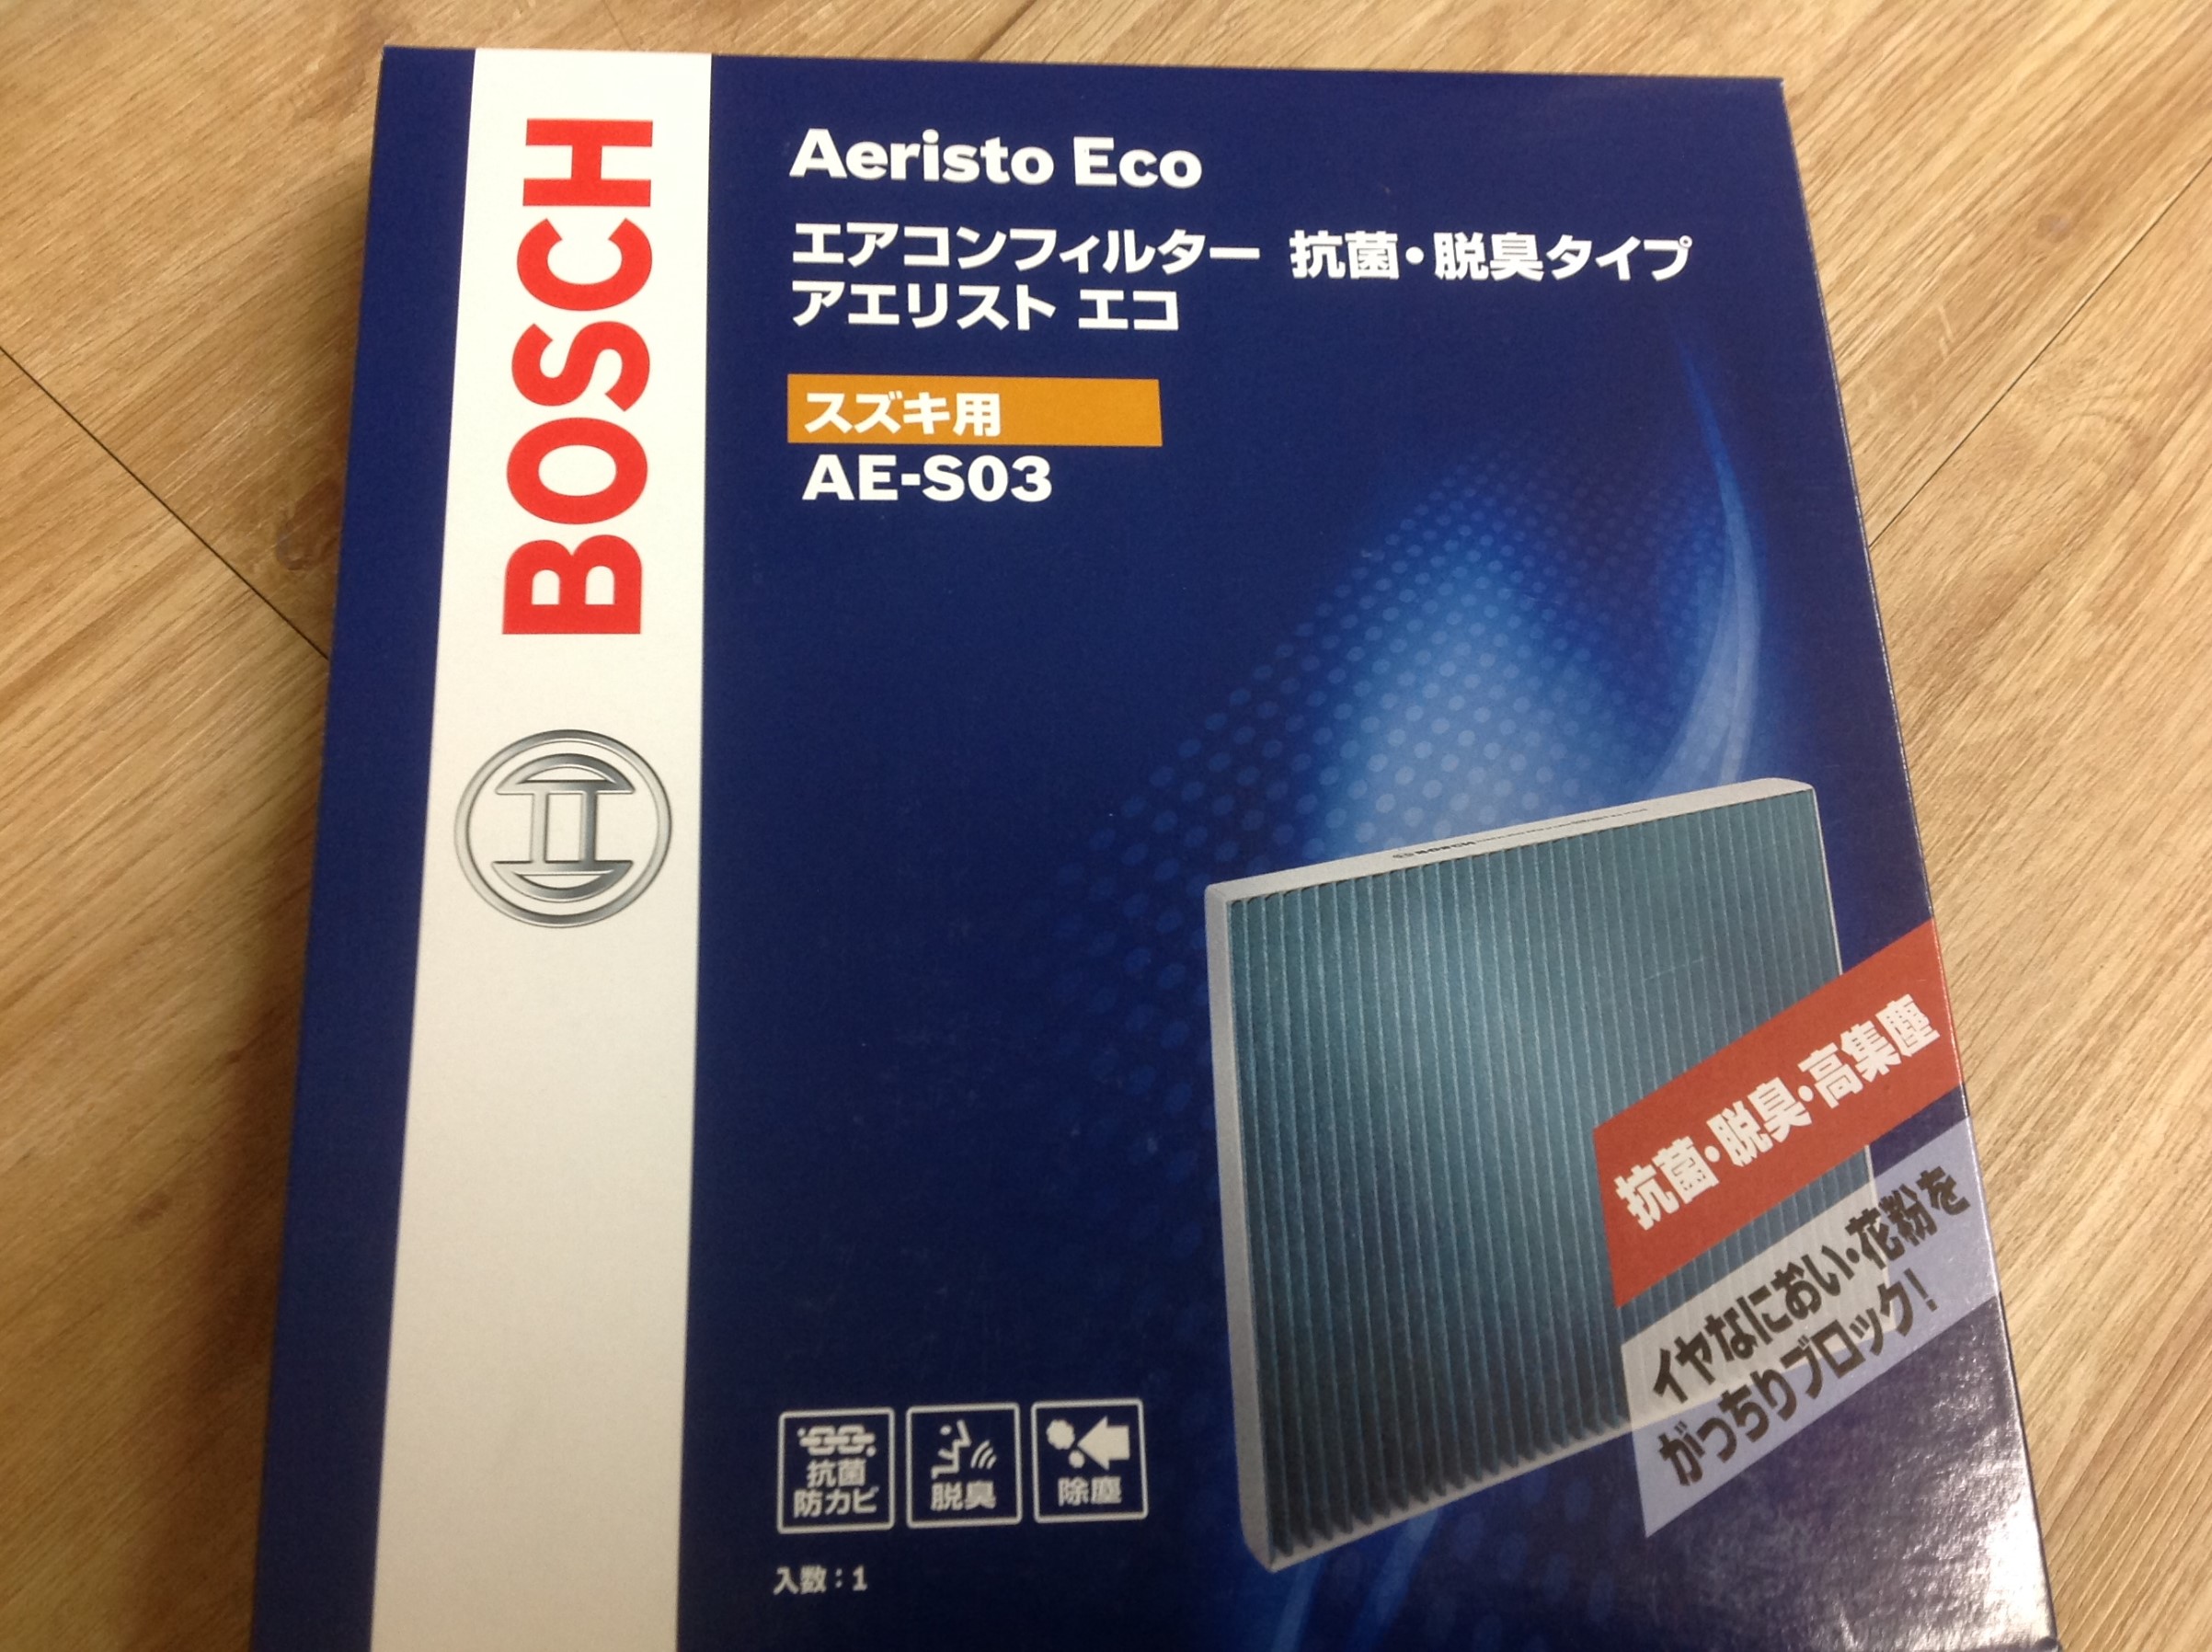 BOSCH
Aeristo Eco
エアコンフィルター 抗菌・脱臭タイプ
アエリスト エコ
スズキ用
AE-S03
BOSCH
抗菌・脱臭・高集塵
イヤなにおい・花粉を
がっちりブロック!
抗菌
防カビ
脱臭
除塵
入数:1